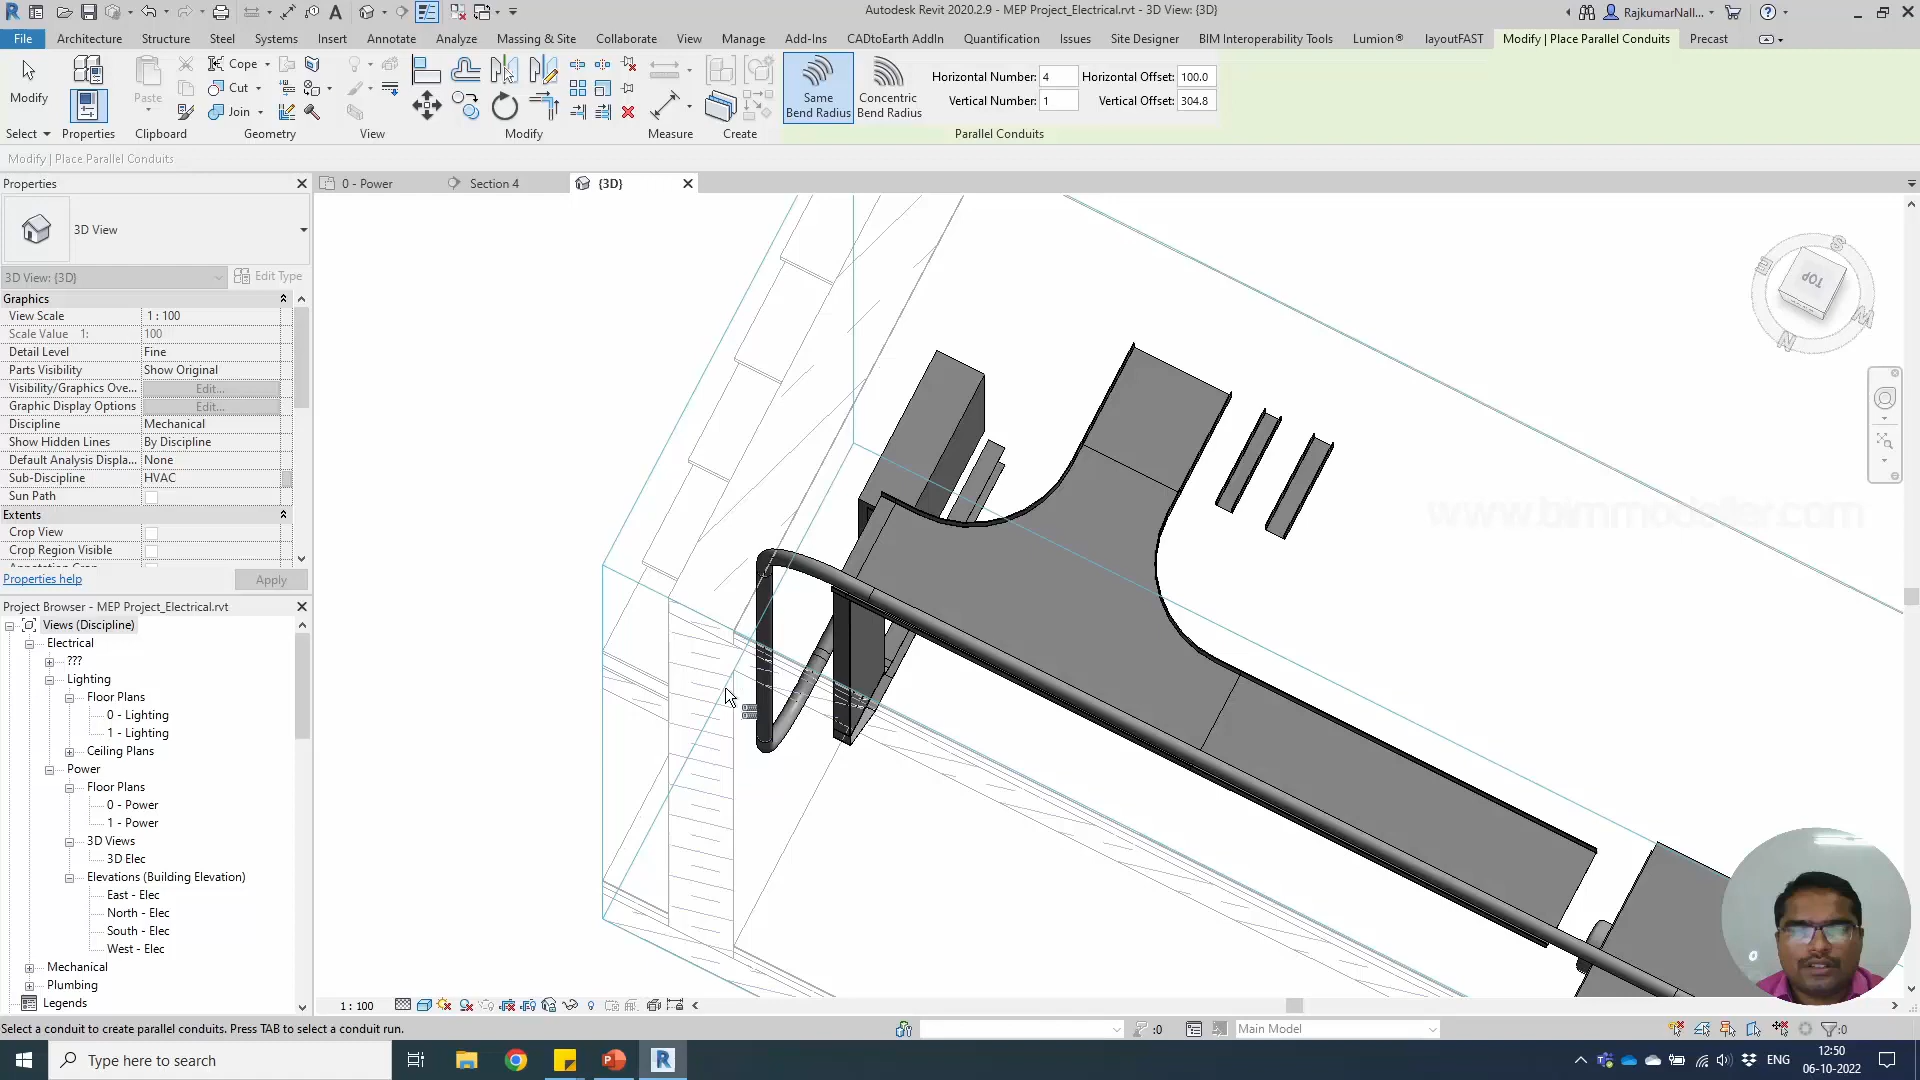 Autodesk Revit 2020.2.9 - MEP Project_Electrical.rvt - 3D View: {3D}
RajkumarNall...
File Architecture Structure Steel Systems Insert Annotate Analyze Massing & Site Collaborate View Manage Add-Ins CADtoEarth AddIn Quantification Issues Site Designer BIM Interoperability Tools Lumion® layoutFAST Modify | Place Parallel Conduits Precast
Modify
Paste
Cope
Cut
Join
Same
Bend Radius
Concentric
Bend Radius
Horizontal Number: 4 Horizontal Offset: 100.0
Vertical Number: 1 Vertical Offset: 304.8
Select Properties Clipboard Geometry View Modify Measure Create Parallel Conduits
Modify | Place Parallel Conduits
Properties
0 - Power
Section 4
{3D}
3D View
3D View: {3D}
Edit Type
Graphics
View Scale 1 : 100
Scale Value 1: 100
Detail Level Fine
Parts Visibility Show Original
Visibility/Graphics Ove... Edit...
Graphic Display Options Edit...
Discipline Mechanical
Show Hidden Lines By Discipline
Default Analysis Displa... None
Sub-Discipline HVAC
Sun Path
Extents
Crop View
Crop Region Visible
Properties help
Apply
TOP
S
E
M
N
www.bimmodeller.com
Project Browser - MEP Project_Electrical.rvt
Views (Discipline)
Electrical
???
Lighting
Floor Plans
0 - Lighting
1 - Lighting
Ceiling Plans
Power
Floor Plans
0 - Power
1 - Power
3D Views
3D Elec
Elevations (Building Elevation)
East - Elec
North - Elec
South - Elec
West - Elec
Mechanical
Plumbing
Legends
1 : 100
Select a conduit to create parallel conduits. Press TAB to select a conduit run.
:0
Main Model
:0
Type here to search
ENG
12:50
06-10-2022